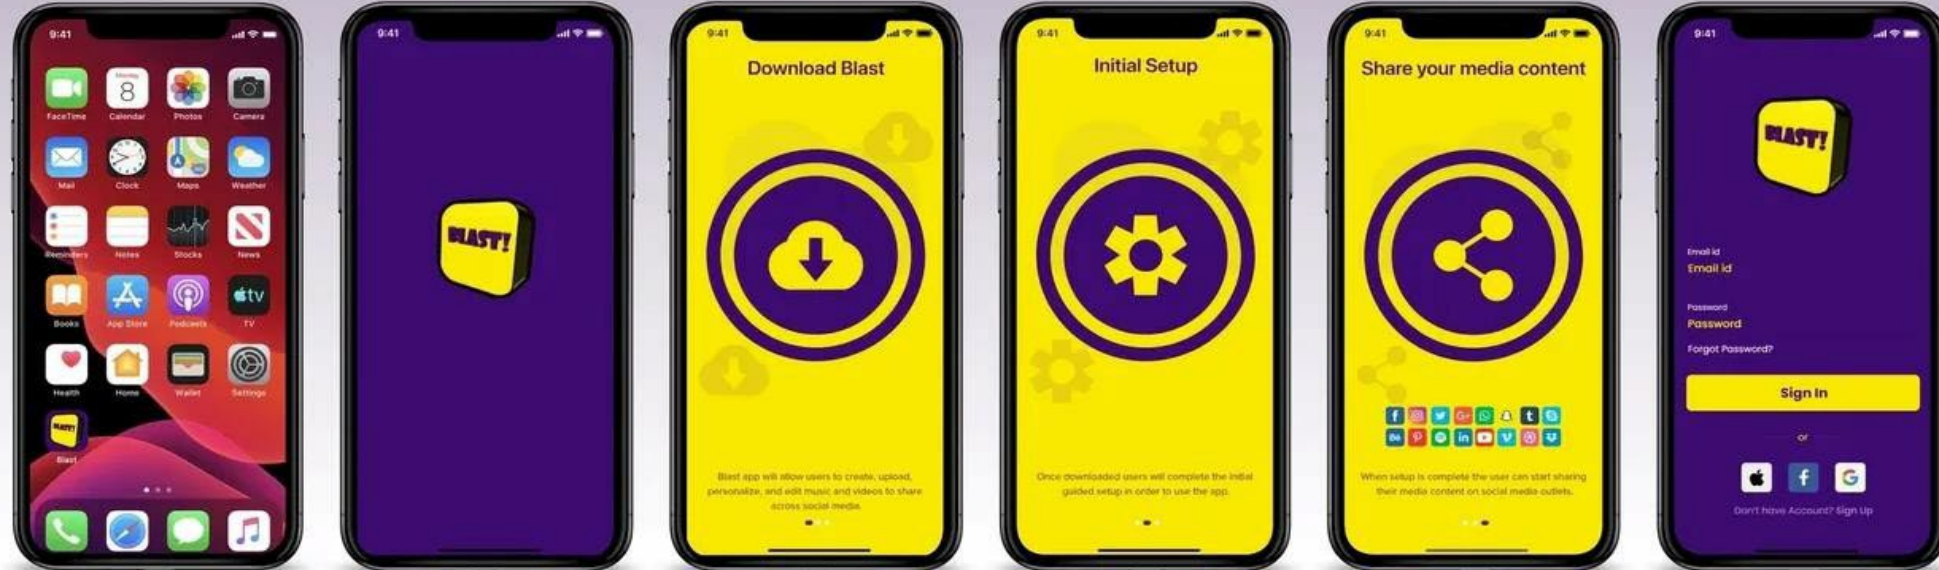 9:41
Monday
8
FaceTime
Calendar
Photos
Camera
Mail
Clock
Maps
Weather
Reminders
Notes
Stocks
News
tv
Books
App Store
Podcasts
TV
Health
Home
Wallet
Settings
BLAST!
Blast
9:41
BLAST!
9:41
Download Blast
Blast app will allow users to create, upload,
personalize, and edit music and videos to share
across social media.
9:41
Initial Setup
Once downloaded users will complete the initial
guided setup in order to use the app.
9:41
Share your media content
When setup is complete the user can start sharing
their media content on social media outlets.
9:41
BLAST!
Email id
Email id
Password
Password
Forgot Password?
Sign In
or
Don't have Account? Sign Up